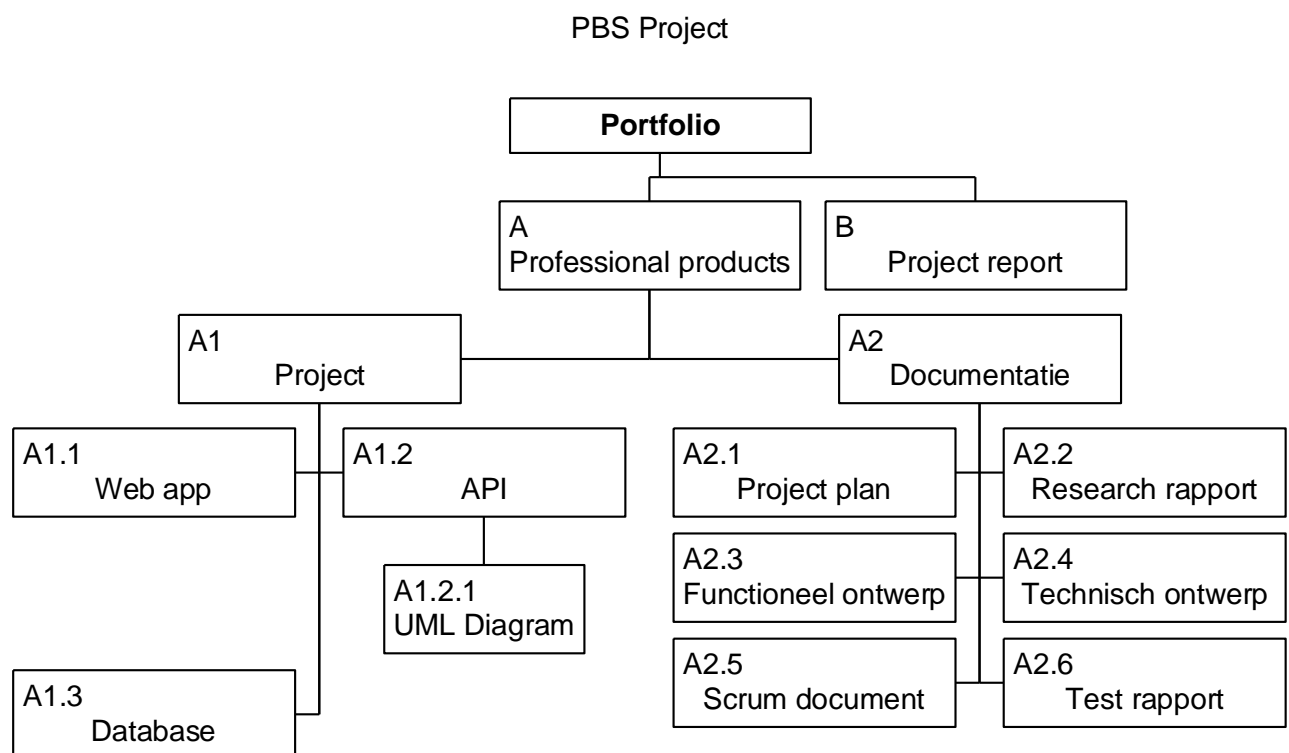 PBS Project
Portfolio
A
Professional products
B
Project report
A1
Project
A2
Documentatie
A1.1
Web app
A1.2
API
A2.1
Project plan
A2.2
Research rapport
A1.2.1
UML Diagram
A2.3
Functioneel ontwerp
A2.4
Technisch ontwerp
A1.3
Database
A2.5
Scrum document
A2.6
Test rapport